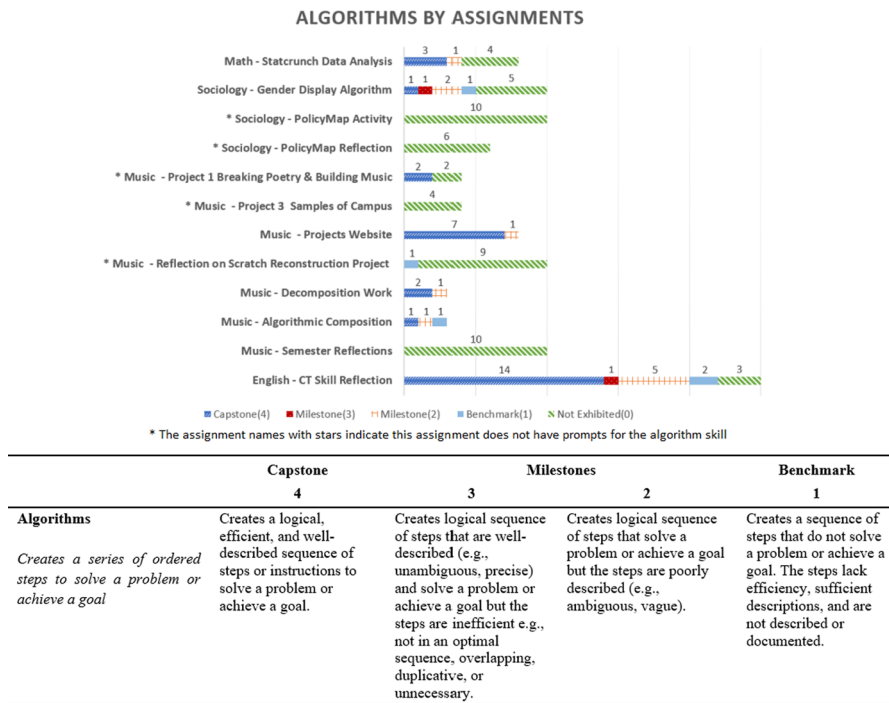 ALGORITHMS BY ASSIGNMENTS
Math - Statcrunch Data Analysis
3 1 4
Sociology - Gender Display Algorithm
1 1 2 1 5
* Sociology - PolicyMap Activity
10
* Sociology - PolicyMap Reflection
6
* Music - Project 1 Breaking Poetry & Building Music
2 2
* Music - Project 3 Samples of Campus
4
Music - Projects Website
7 1
* Music - Reflection on Scratch Reconstruction Project
1 9
Music - Decomposition Work
2 1
Music - Algorithmic Composition
1 1 1
Music - Semester Reflections
10
English - CT Skill Reflection
14 1 5 2 3
Capstone(4) Milestone(3) Milestone(2) Benchmark(1) Not Exhibited(0)
* The assignment names with stars indicate this assignment does not have prompts for the algorithm skill
Capstone Milestones Benchmark
4 3 2 1
Algorithms
Creates a series of ordered
steps to solve a problem or
achieve a goal
Creates a logical,
efficient, and well-
described sequence of
steps or instructions to
solve a problem or
achieve a goal.
Creates logical sequence
of steps that are well-
described (e.g.,
unambiguous, precise)
and solve a problem or
achieve a goal but the
steps are inefficient e.g.,
not in an optimal
sequence, overlapping,
duplicative, or
unnecessary.
Creates logical sequence
of steps that solve a
problem or achieve a goal
but the steps are poorly
described (e.g.,
ambiguous, vague).
Creates a sequence of
steps that do not solve
a problem or achieve a
goal. The steps lack
efficiency, sufficient
descriptions, and are
not described or
documented.